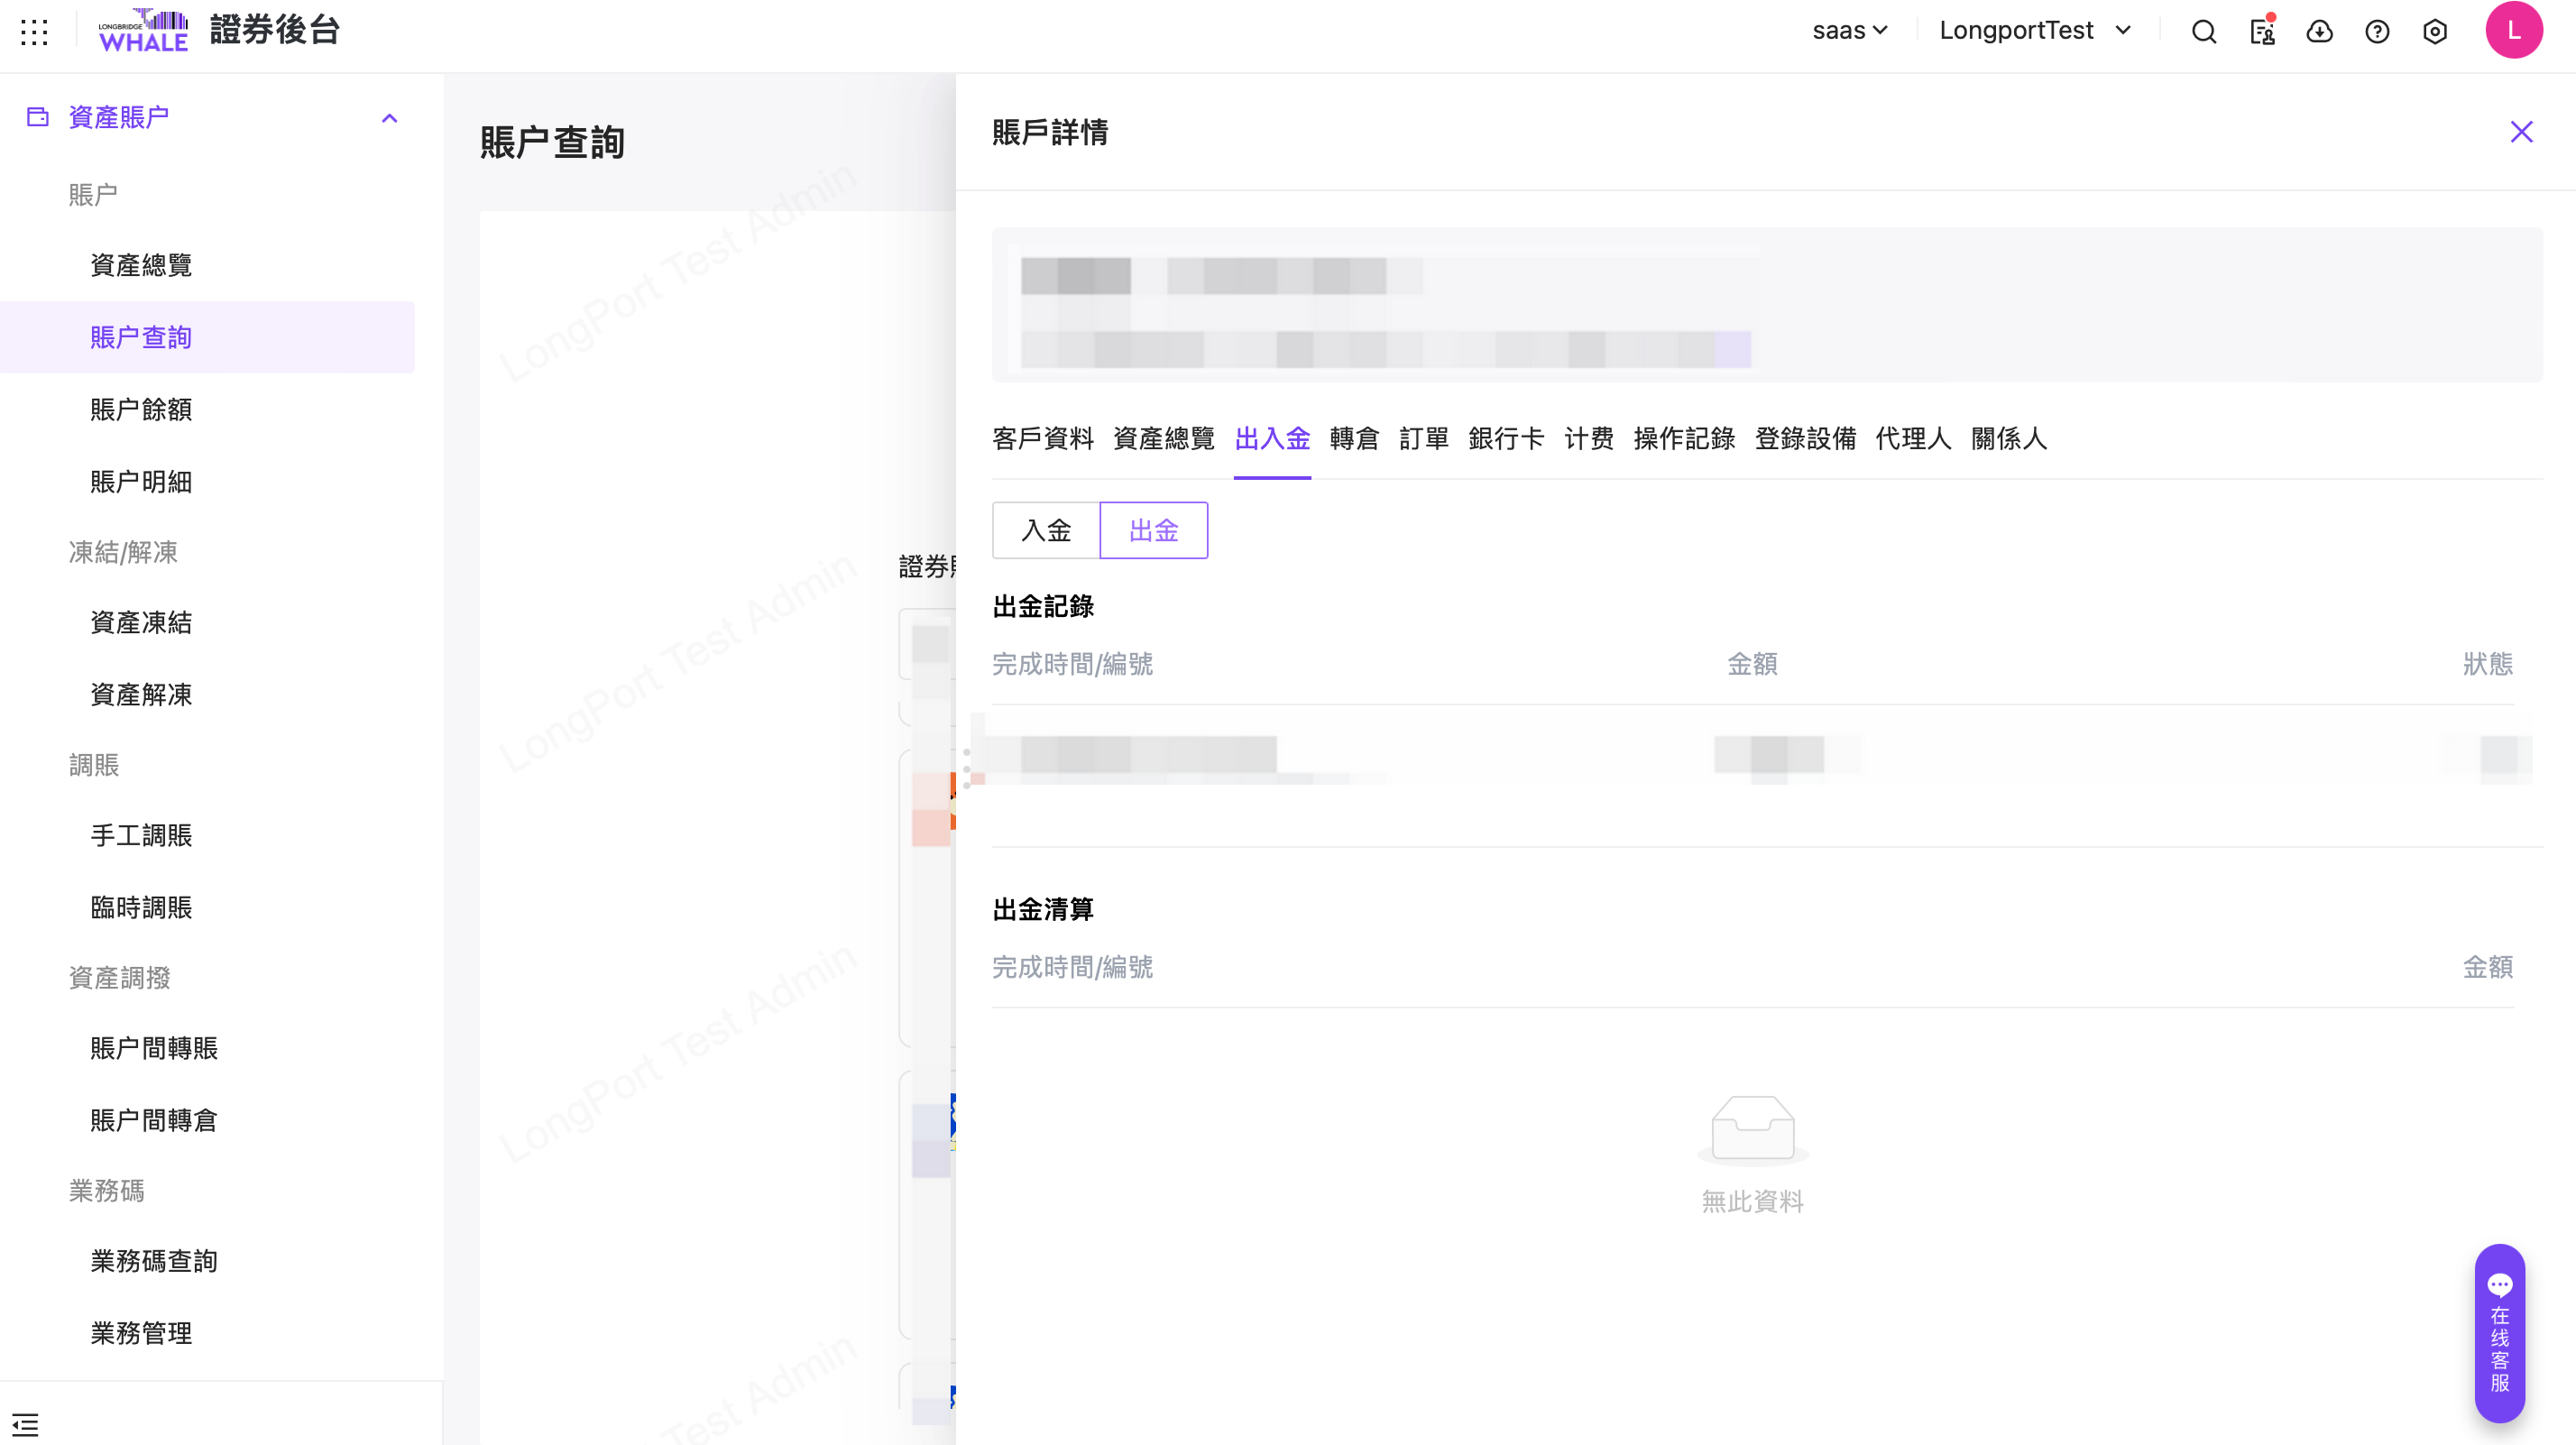 LONGBRIDGE
WHALE
證券後台
saas
LongportTest
L
資產賬户
賬户
資產總覽
賬户查詢
賬户餘額
賬户明細
凍結/解凍
資產凍結
資產解凍
調賬
手工調賬
臨時調賬
資產調撥
賬户間轉賬
賬户間轉倉
業務碼
業務碼查詢
業務管理
賬户查詢
LongPort Test Admin
LongPort Test Admin
LongPort Test Admin
Test Admin
證券
賬戶詳情
客戶資料 資產總覽 出入金 轉倉 訂單 銀行卡 计费 操作記錄 登錄設備 代理人 關係人
入金 出金
出金記錄
完成時間/編號 金額 狀態
出金清算
完成時間/編號 金額
無此資料
在线客服